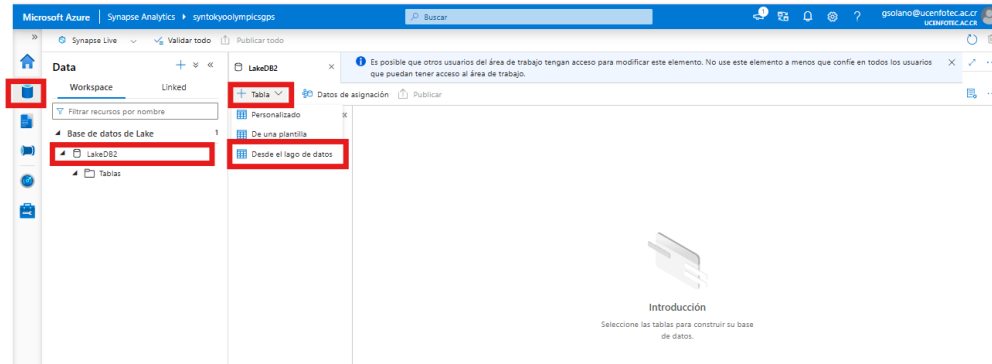 Microsoft Azure | Synapse Analytics ▸ syntokyoolympicsgps
Buscar
gsolano@ucenfotec.ac.cr
UCENFOTEC.AC.CR
Synapse Live
Validar todo
Publicar todo
Data
Workspace
Linked
Filtrar recursos por nombre
Base de datos de Lake 1
LakeDB2
Tablas
LakeDB2
Es posible que otros usuarios del área de trabajo tengan acceso para modificar este elemento. No use este elemento a menos que confíe en todos los usuarios
que puedan tener acceso al área de trabajo.
Tabla
Datos de asignación
Publicar
Personalizado
De una plantilla
Desde el lago de datos
Introducción
Seleccione las tablas para construir su base
de datos.